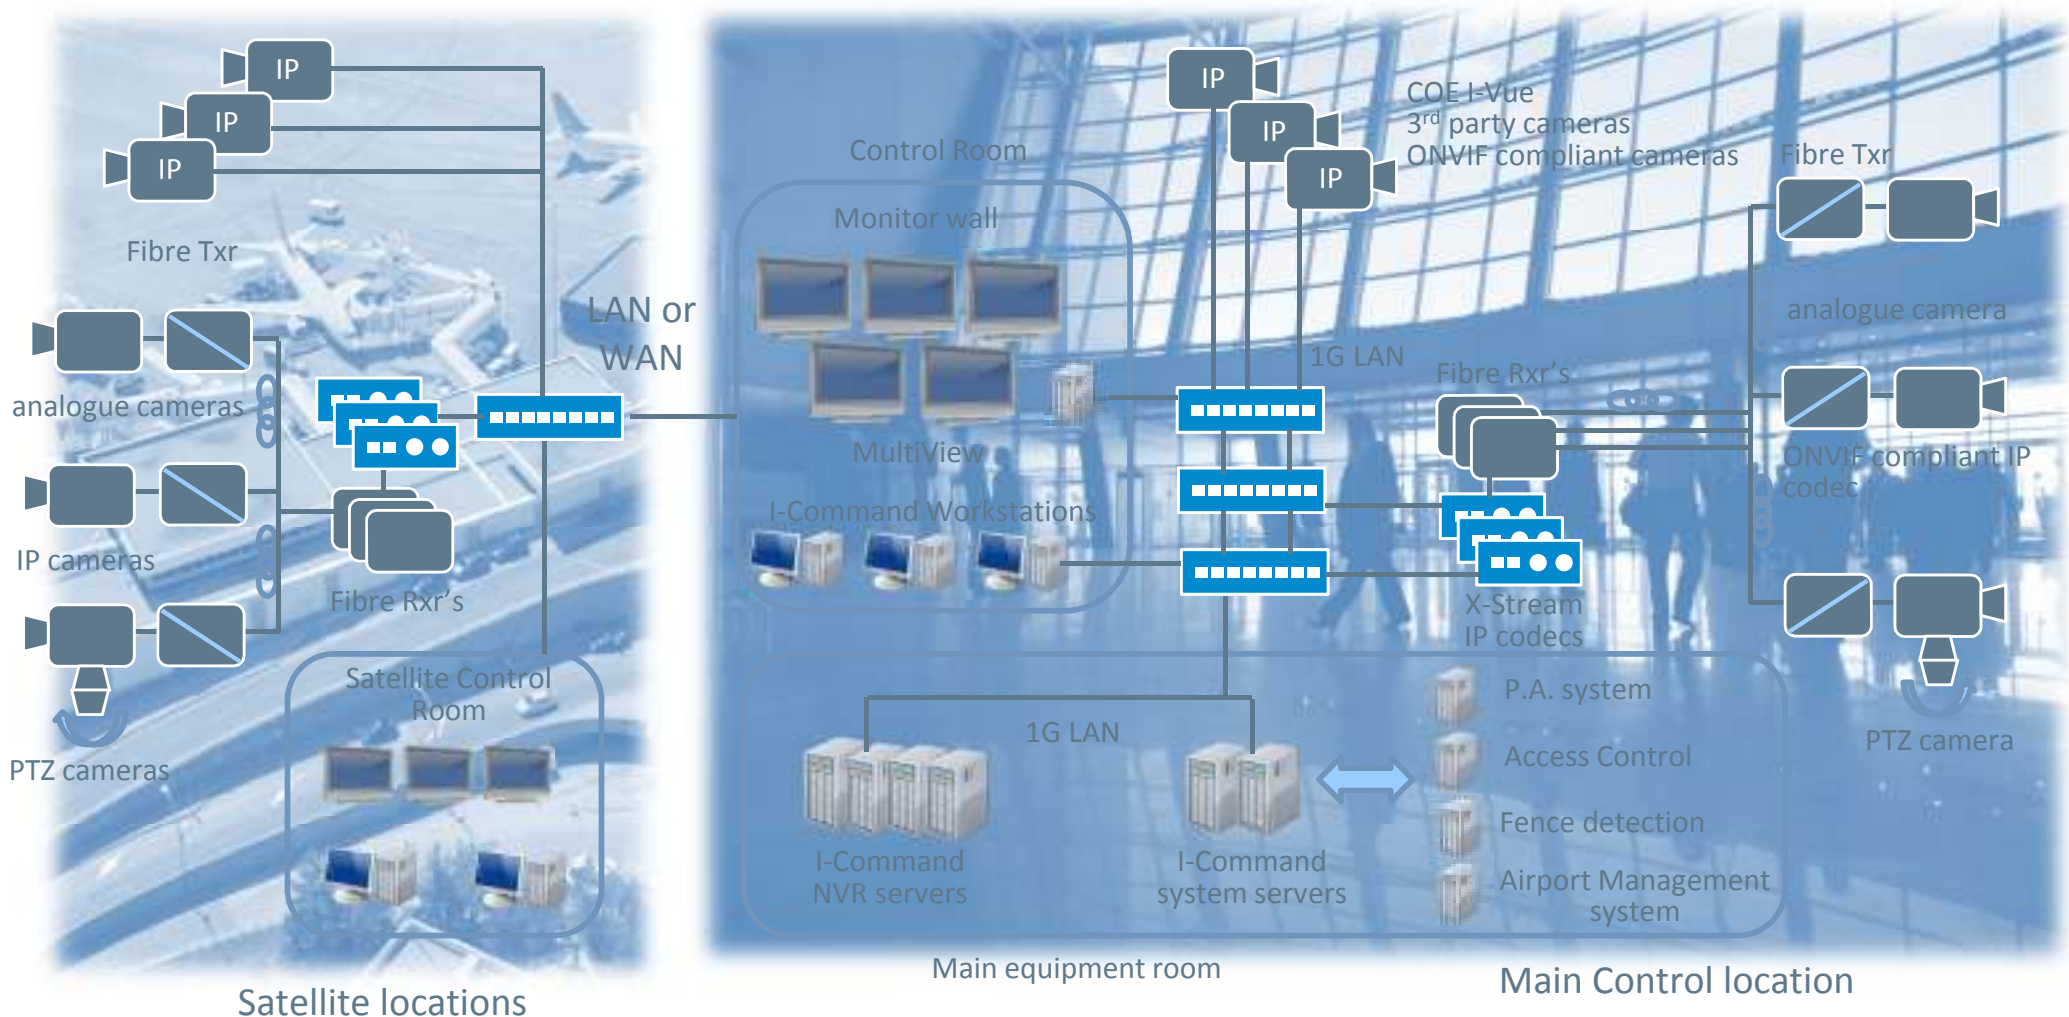 IP
IP
IP
Fibre Txr
analogue cameras
IP cameras
PTZ cameras
Fibre Rxr's
LAN or
WAN
Satellite Control
Room
Satellite locations
Control Room
Monitor wall
MultiView
I-Command Workstations
IP
IP
IP
COE I-Vue
3rd party cameras
ONVIF compliant cameras
1G LAN
Fibre Rxr's
Fibre Txr
analogue camera
ONVIF compliant IP
codec
X-Stream
IP codecs
PTZ camera
1G LAN
I-Command
NVR servers
I-Command
system servers
P.A. system
Access Control
Fence detection
Airport Management
system
Main equipment room
Main Control location